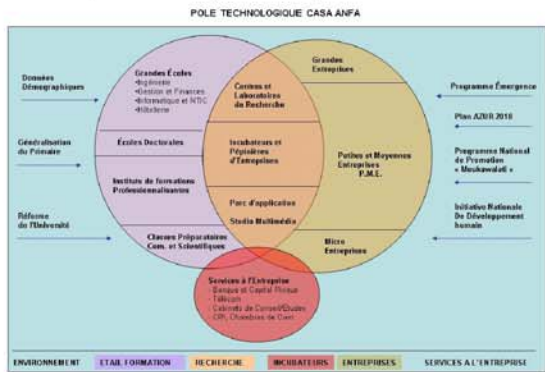 POLE TECHNOLOGIQUE CASA ANFA
Données
Démographiques
Généralisation
du Primaire
Réforme
de l'Université
Grandes Écoles
•Ingénierie
•Gestion et Finances
•Informatique et NTIC
•Hôtellerie
Écoles Doctorales
Instituts de formations
Professionnalisantes
Classes Préparatoires
Com. et Scientifiques
Centres et
Laboratoires
de Recherche
Incubateurs et
Pépinières
d'Entreprises
Parc d'application
Studio Multimédia
Grandes
Entreprises
Petites et Moyennes
Entreprises
P.M.E.
Micro
Entreprises
Services à l'Entreprise
- Banque et Capital Risque
- Télécom
- Cabinets de Conseil/Études
- CRI, Chambres de Com
Programme Émergence
Plan AZUR 2010
Programme National
de Promotion
« Moukawalati »
Initiative Nationale
De Développement
humain
ENVIRONNEMENT
ETAIL FORMATION
RECHERCHE
INCUBATEURS
ENTREPRISES
SERVICES A L'ENTREPRISE